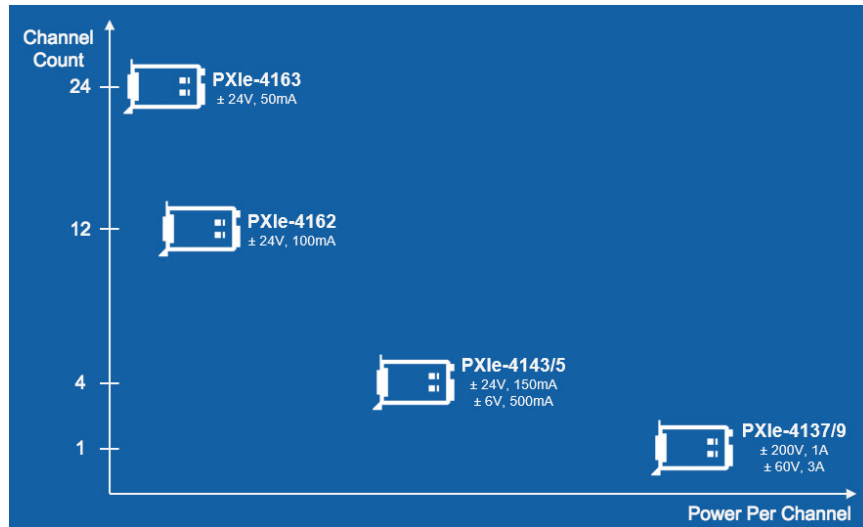 Channel
Count
24
PXIe-4163
± 24V, 50mA
12
PXIe-4162
± 24V, 100mA
4
PXIe-4143/5
± 24V, 150mA
± 6V, 500mA
1
PXIe-4137/9
± 200V, 1A
± 60V, 3A
Power Per Channel